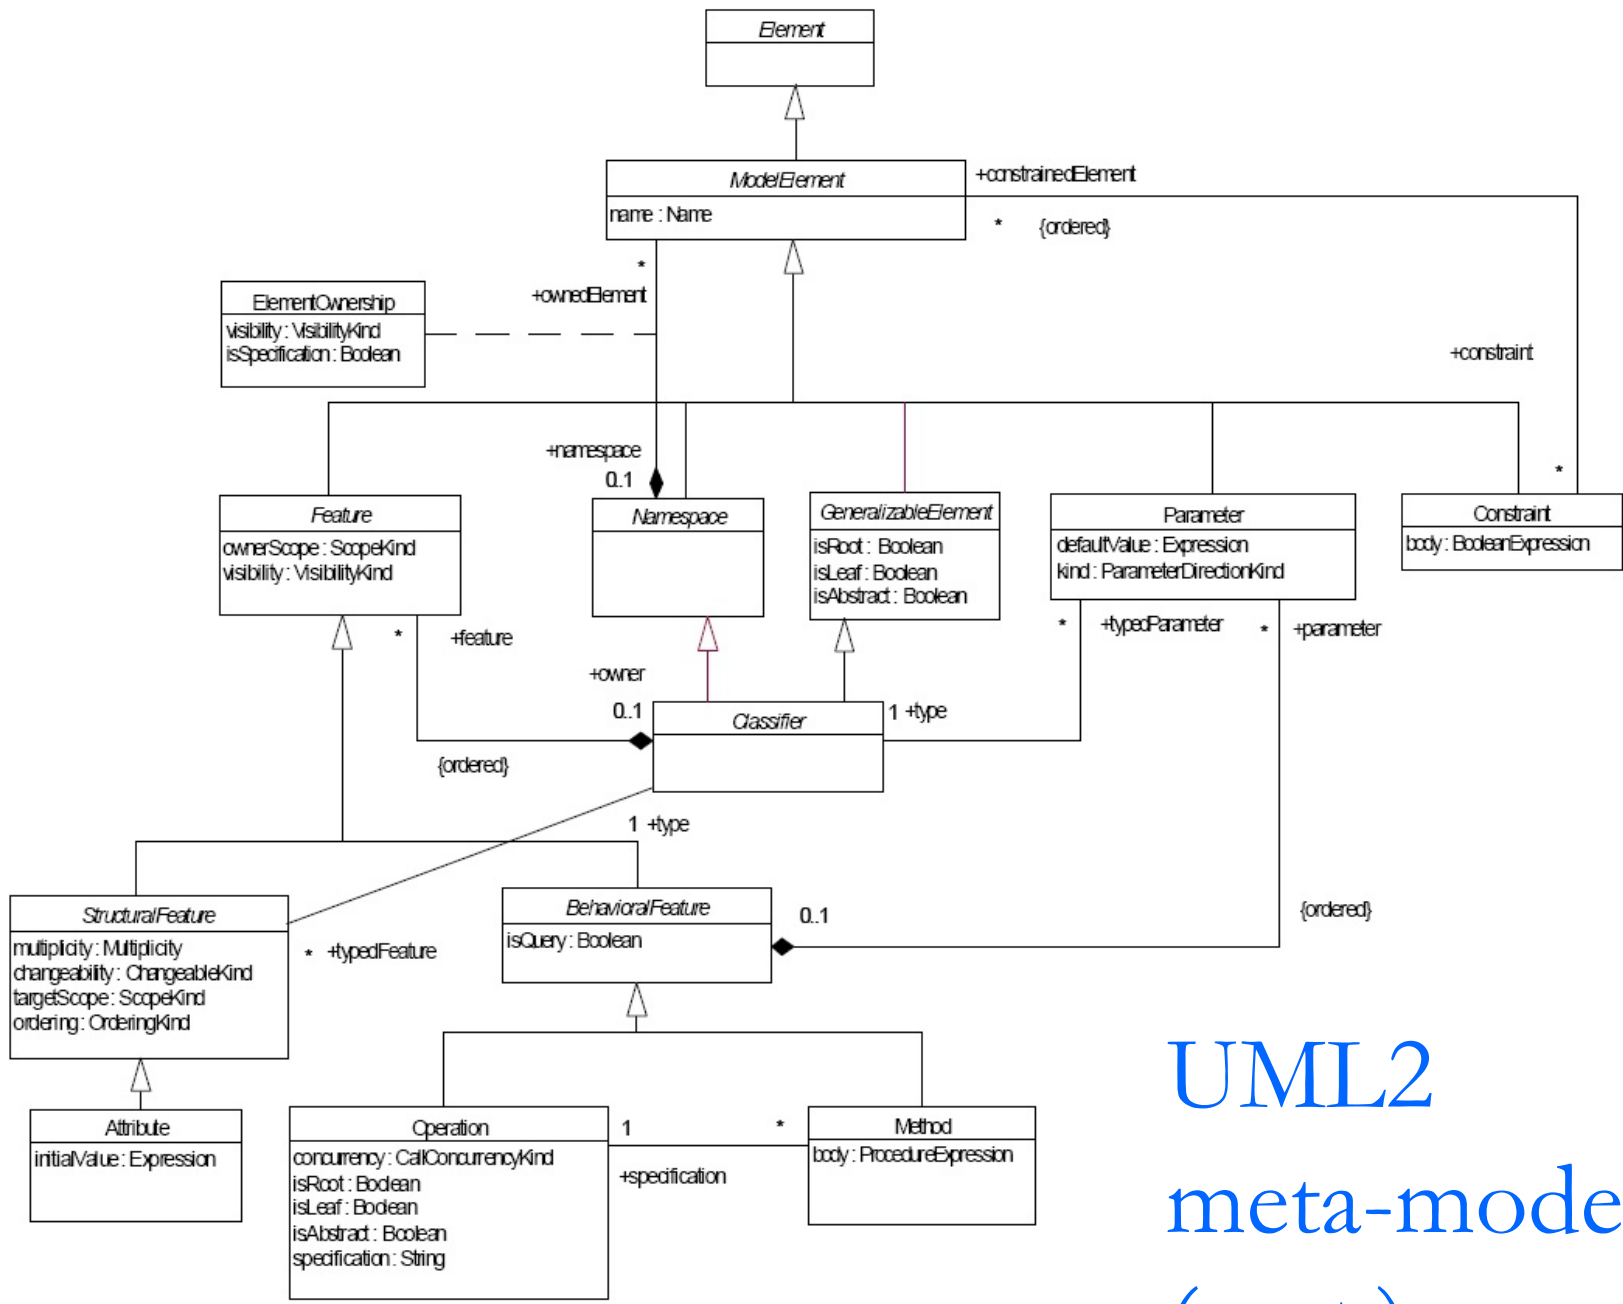 Element
ModelElement
name : Name
+constrainedElement
* {ordered}
*
+ownedElement
ElementOwnership
visibility : VisibilityKind
isSpecification : Boolean
+constraint
*
+namespace
0..1
Feature
ownerScope : ScopeKind
visibility : VisibilityKind
Namespace
GeneralizableElement
isRoot : Boolean
isLeaf : Boolean
isAbstract : Boolean
Parameter
defaultValue : Expression
kind : ParameterDirectionKind
Constraint
body : BooleanExpression
* +feature
* +typedParameter
* +parameter
+owner
0..1
Classifier
1 +type
{ordered}
1 +type
StructuralFeature
multiplicity : Multiplicity
changeability : ChangeableKind
targetScope : ScopeKind
ordering : OrderingKind
* +typedFeature
BehavioralFeature
isQuery : Boolean
0..1
{ordered}
Attribute
initialValue : Expression
Operation
concurrency : CallConcurrencyKind
isRoot : Boolean
isLeaf : Boolean
isAbstract : Boolean
specification : String
1 *
+specification
Method
body : ProcedureExpression
UML2
meta-mode